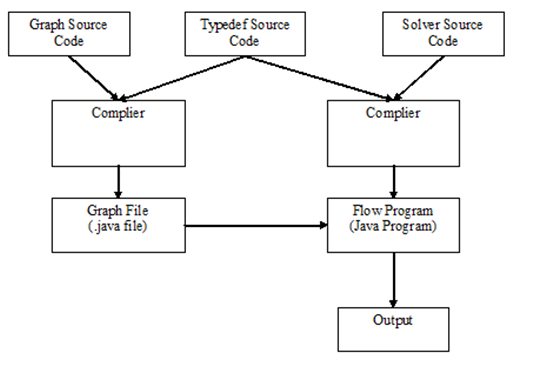 Graph Source
Code
Typedef Source
Code
Solver Source
Code
Complier
Complier
Graph File
(.java file)
Flow Program
(Java Program)
Output